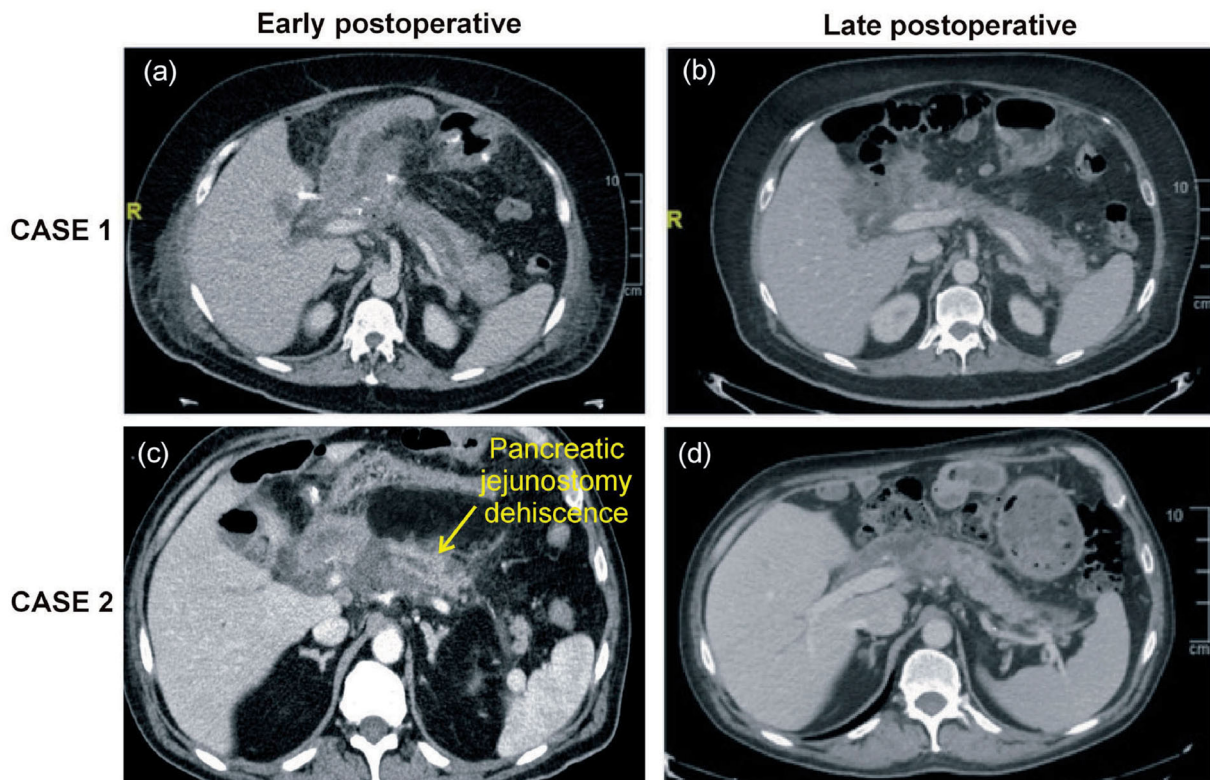 Early postoperative
Late postoperative
CASE 1
(a)
R
10
cm
(b)
R
10
cm
CASE 2
(c)
Pancreatic
jejunostomy
dehiscence
(d)
10
cm